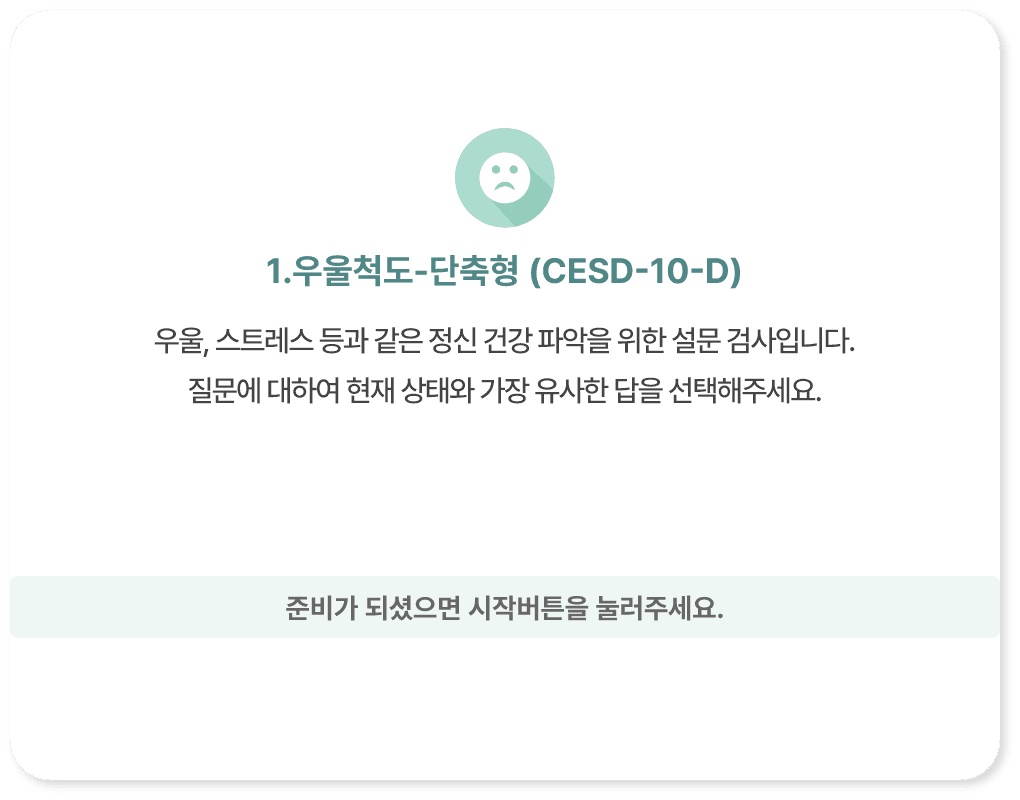 1.우울척도-단축형 (CESD-10-D)
우울, 스트레스 등과 같은 정신 건강 파악을 위한 설문 검사입니다.
질문에 대하여 현재 상태와 가장 유사한 답을 선택해주세요.
준비가 되셨으면 시작버튼을 눌러주세요.